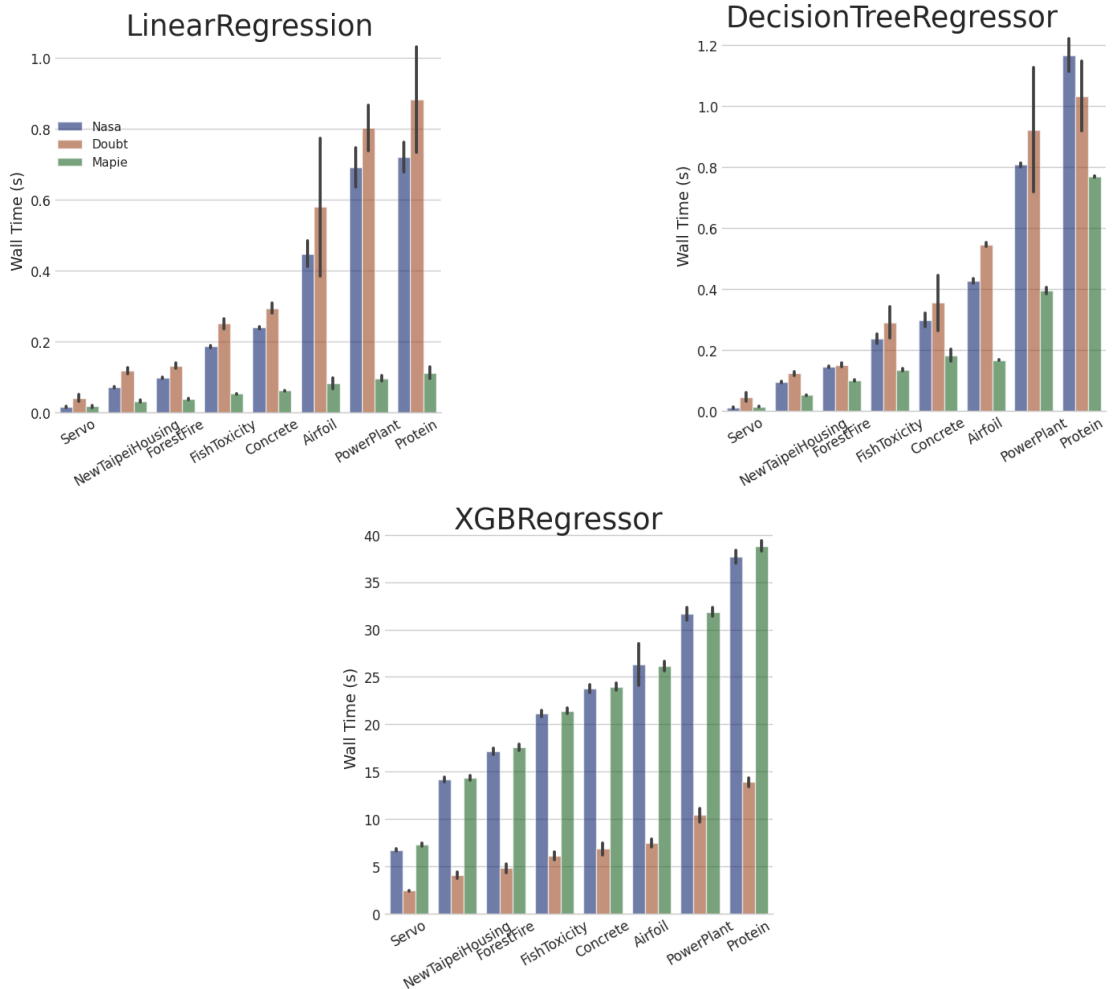 LinearRegression
Wall Time (s)
1.0
0.8
0.6
0.4
0.2
0.0
Nasa
Doubt
Mapie
Servo
NewTaipeiHousing
ForestFire
FishToxicity
Concrete
Airfoil
PowerPlant
Protein
DecisionTreeRegressor
Wall Time (s)
1.2
1.0
0.8
0.6
0.4
0.2
0.0
Servo
NewTaipeiHousing
ForestFire
FishToxicity
Concrete
Airfoil
PowerPlant
Protein
XGBRegressor
Wall Time (s)
40
35
30
25
20
15
10
5
0
Servo
NewTaipeiHousing
ForestFire
FishToxicity
Concrete
Airfoil
PowerPlant
Protein